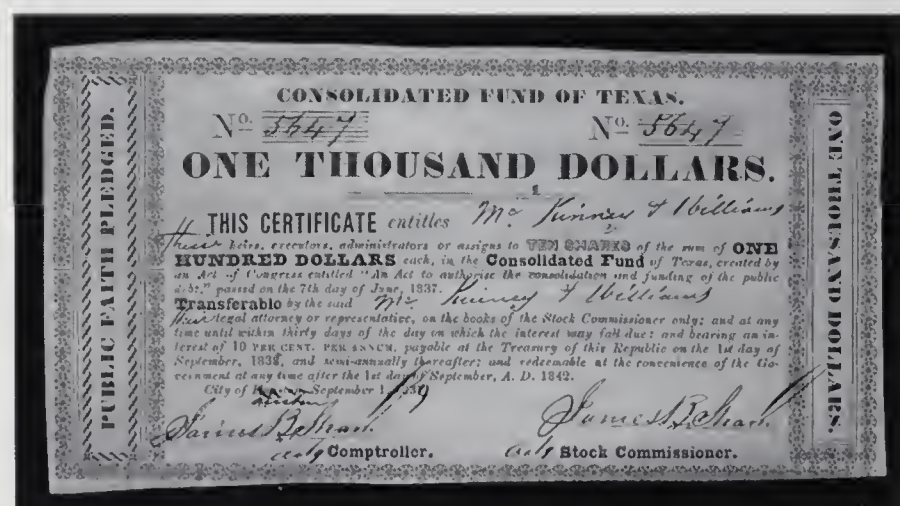 CONSOLIDATED FUND OF TEXAS.
No. 5647 No. 5647
ONE THOUSAND DOLLARS.
1
THIS CERTIFICATE entitles Mc Kinney & Williams
their heirs, executors, administrators or assigns to TEN SHARES of the sum of ONE
HUNDRED DOLLARS each, in the Consolidated Fund of Texas, created by
an Act of Congress entitled "An Act to authorise the consolidation and funding of the public
debt," passed on the 7th day of June, 1837.
Transferable by the said Mc Kinney & Williams
their legal attorney or representative, on the books of the Stock Commissioner only; and at any
time until within thirty days of the day on which the interest may fall due; and bearing an in-
terest of 10 PER CENT. PER ANNUM, payable at the Treasury of this Republic on the 1st day of
September, 1838, and semi-annually thereafter; and redeemable at the convenience of the Go-
vernment at any time after the 1st day of September, A. D. 1842.
City of Austin September 1,
James B. Shaw James B. Shaw
actg Comptroller. actg Stock Commissioner.
PUBLIC FAITH PLEDGED.
ONE THOUSAND DOLLARS.